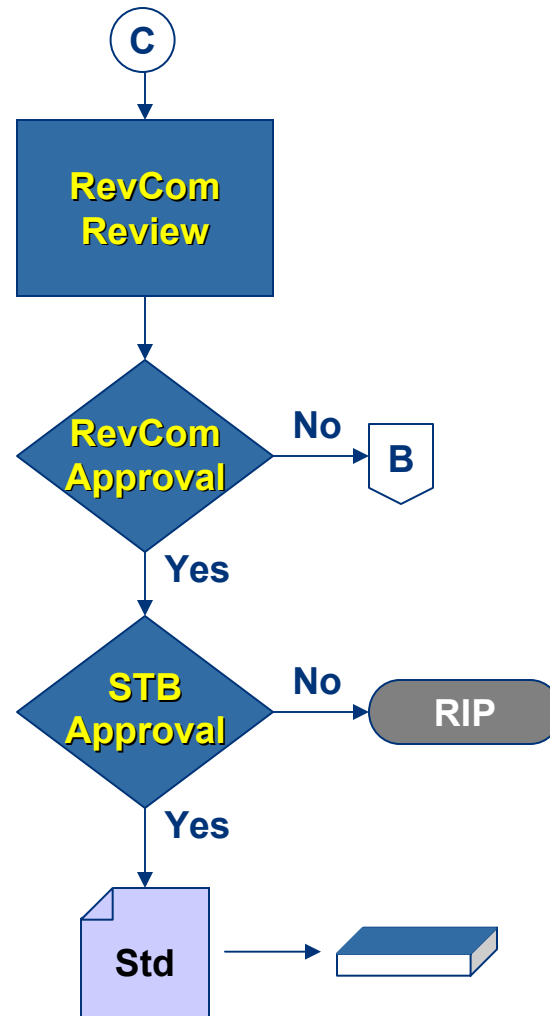 C
RevCom
Review
RevCom
Approval
No
B
Yes
STB
Approval
No
RIP
Yes
Std